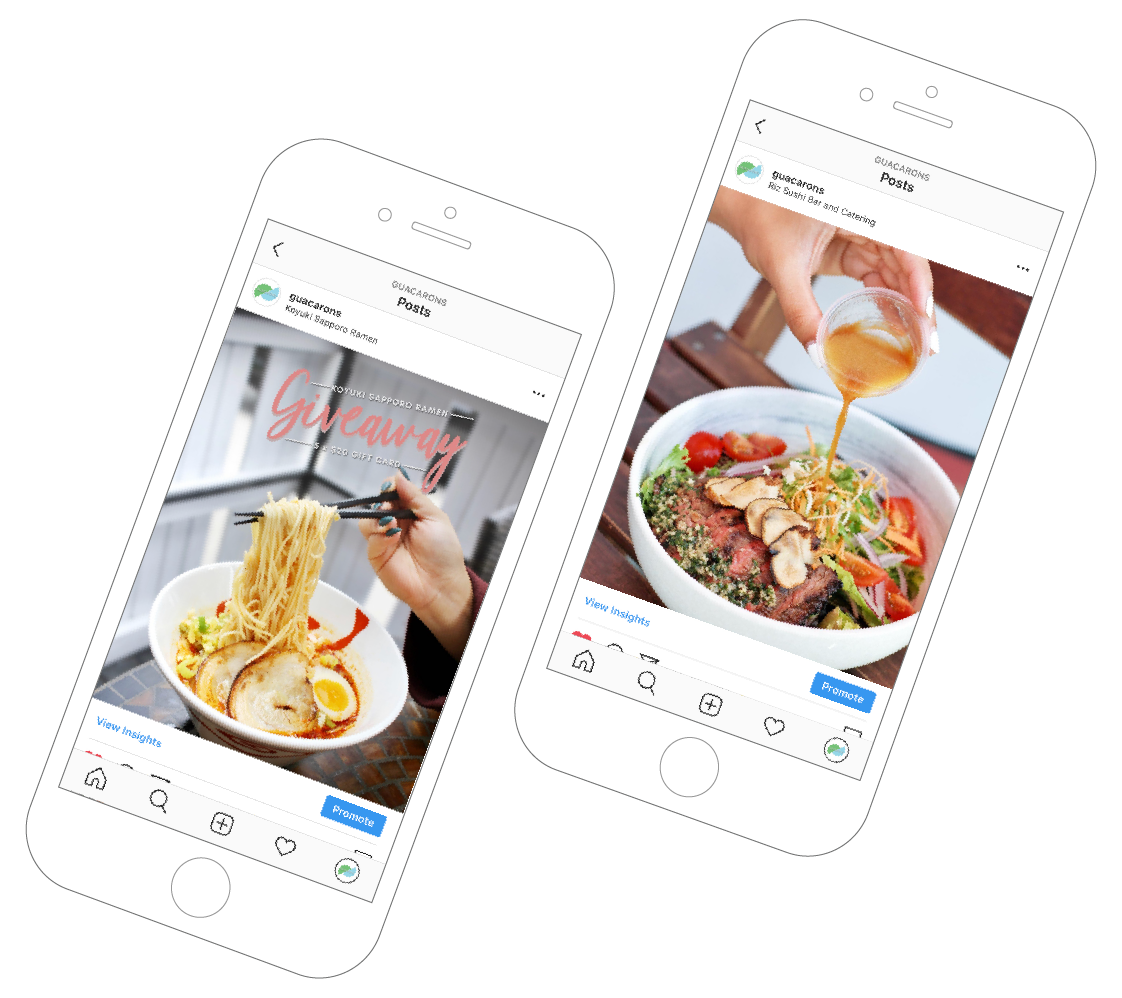 GUACARONS
Posts
guacarons
Koyuki Sapporo Ramen
KOYUKI SAPPORO RAMEN
Giveaway
5 x $20 GIFT CARD
View Insights
Promote
GUACARONS
Posts
guacarons
Riz Sushi Bar and Catering
View Insights
Promote